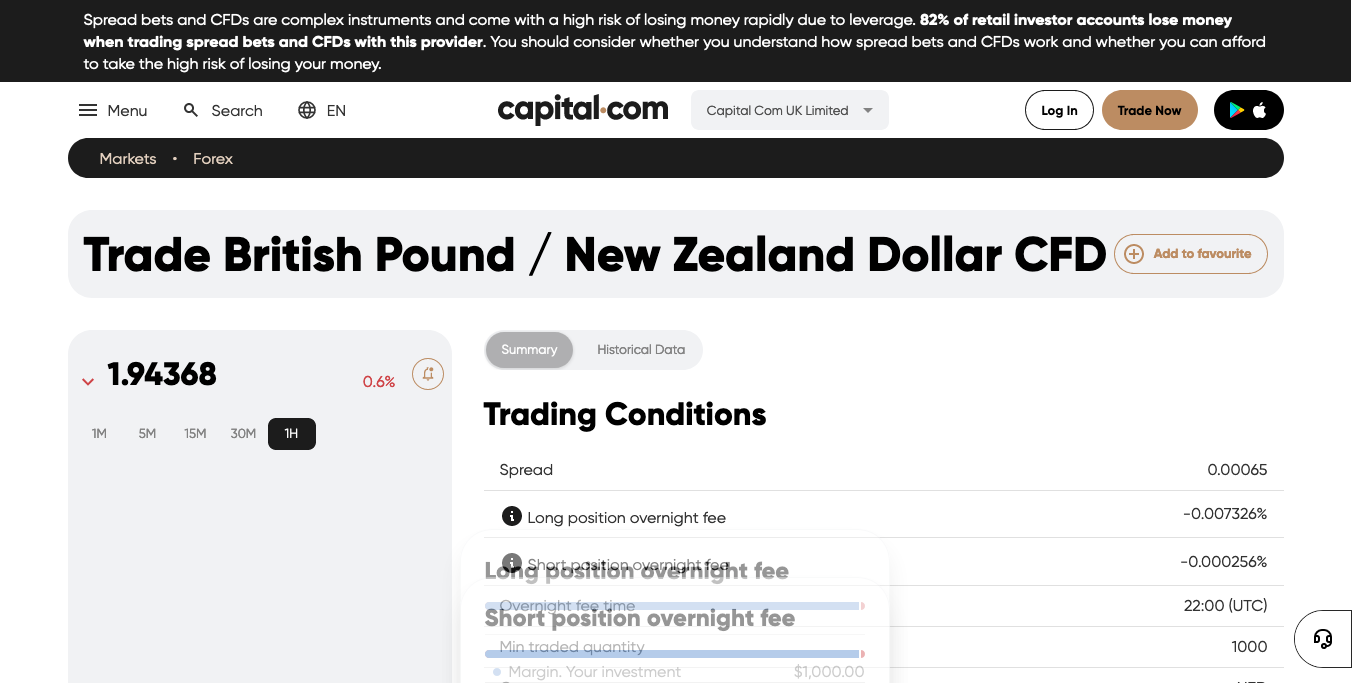 Spread bets and CFDs are complex instruments and come with a high risk of losing money rapidly due to leverage. 82% of retail investor accounts lose money
when trading spread bets and CFDs with this provider. You should consider whether you understand how spread bets and CFDs work and whether you can afford
to take the high risk of losing your money.
Menu Search EN capital.com Capital Com UK Limited Log In Trade Now
Markets • Forex
Trade British Pound / New Zealand Dollar CFD Add to favourite
1.94368 0.6%
1M 5M 15M 30M 1H
Summary Historical Data
Trading Conditions
Spread 0.00065
Long position overnight fee -0.007326%
Short position overnight fee -0.000256%
Long position overnight fee
Overnight fee time 22:00 (UTC)
Short position overnight fee
Min traded quantity 1000
Margin. Your investment $1,000.00